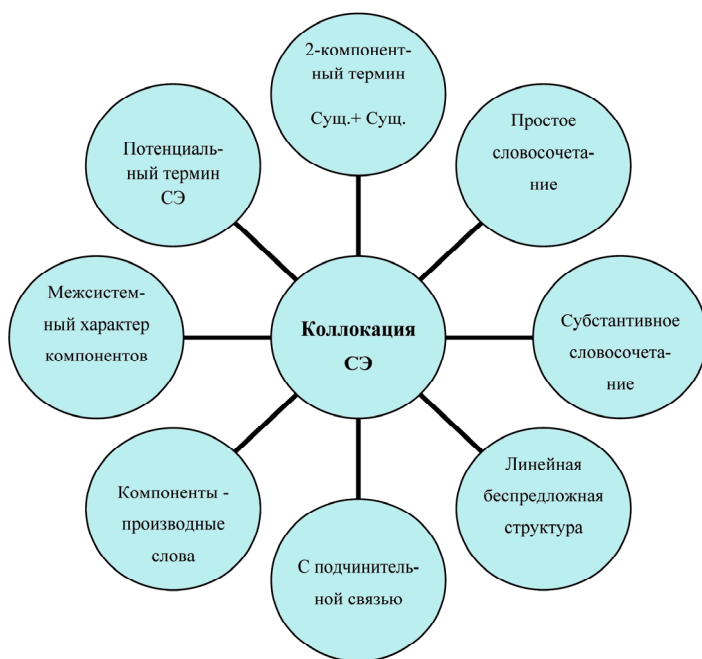 2-компонент-
ный термин
Сущ.+ Сущ.
Простое
словосочета-
ние
Субстантивное
словосочета-
ние
Линейная
беспредложная
структура
С подчинитель-
ной связью
Компоненты -
производные
слова
Межсистем-
ный характер
компонентов
Потенциаль-
ный термин
СЭ
Коллокация
СЭ